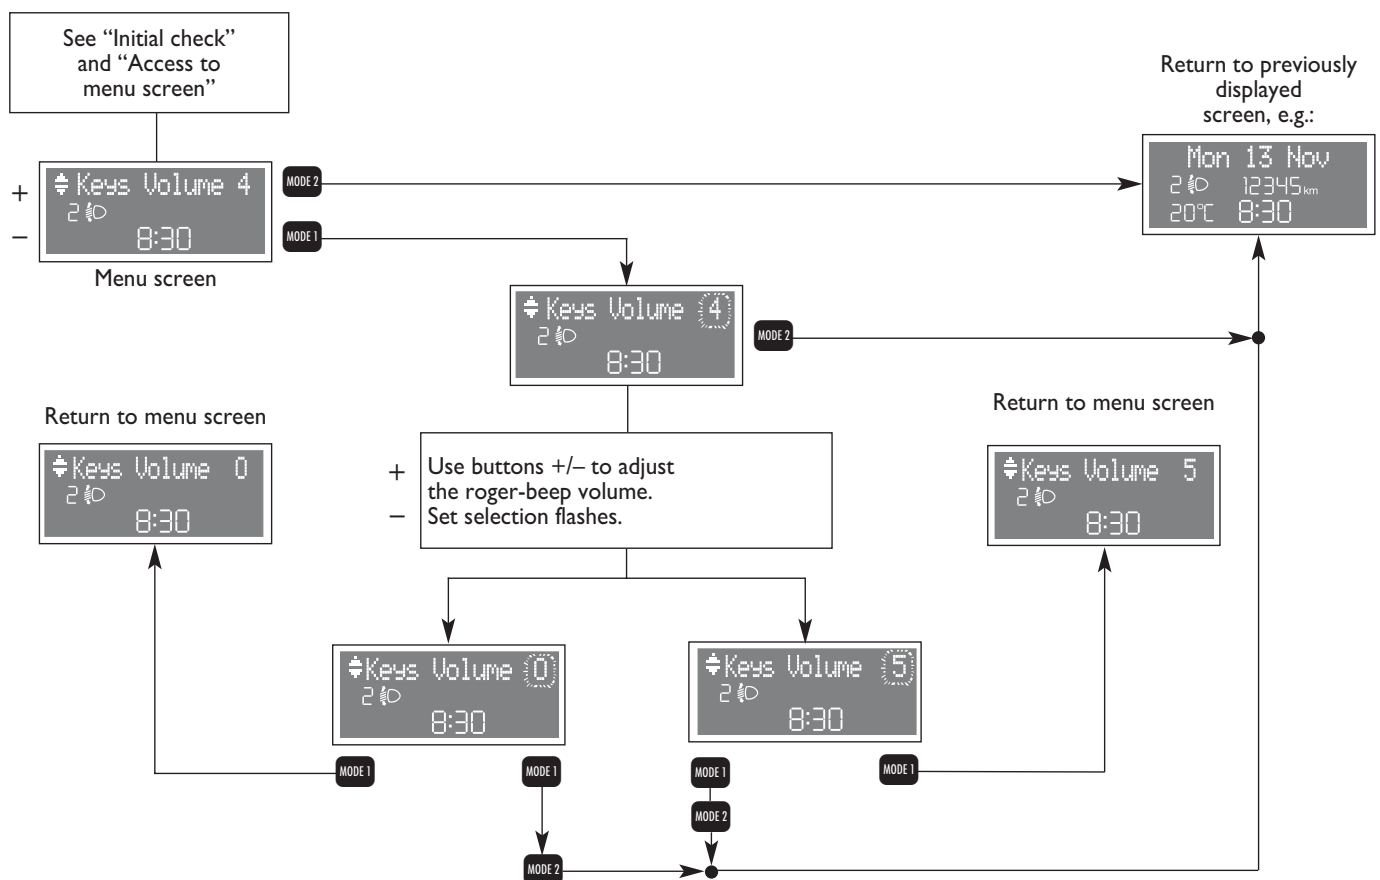 See “Initial check”
and “Access to
menu screen”
Return to previously
displayed
screen, e.g.:
+
–
Keys Volume 4
2
8:30
Menu screen
MODE 2
MODE 1
Mon 13 Nov
2 12345 km
20°C 8:30
Keys Volume 4
2
8:30
MODE 2
Return to menu screen
Keys Volume 0
2
8:30
+
–
Use buttons +/– to adjust
the roger-beep volume.
Set selection flashes.
Return to menu screen
Keys Volume 5
2
8:30
Keys Volume 0
2
8:30
Keys Volume 5
2
8:30
MODE 1
MODE 1
MODE 1
MODE 1
MODE 2
MODE 2